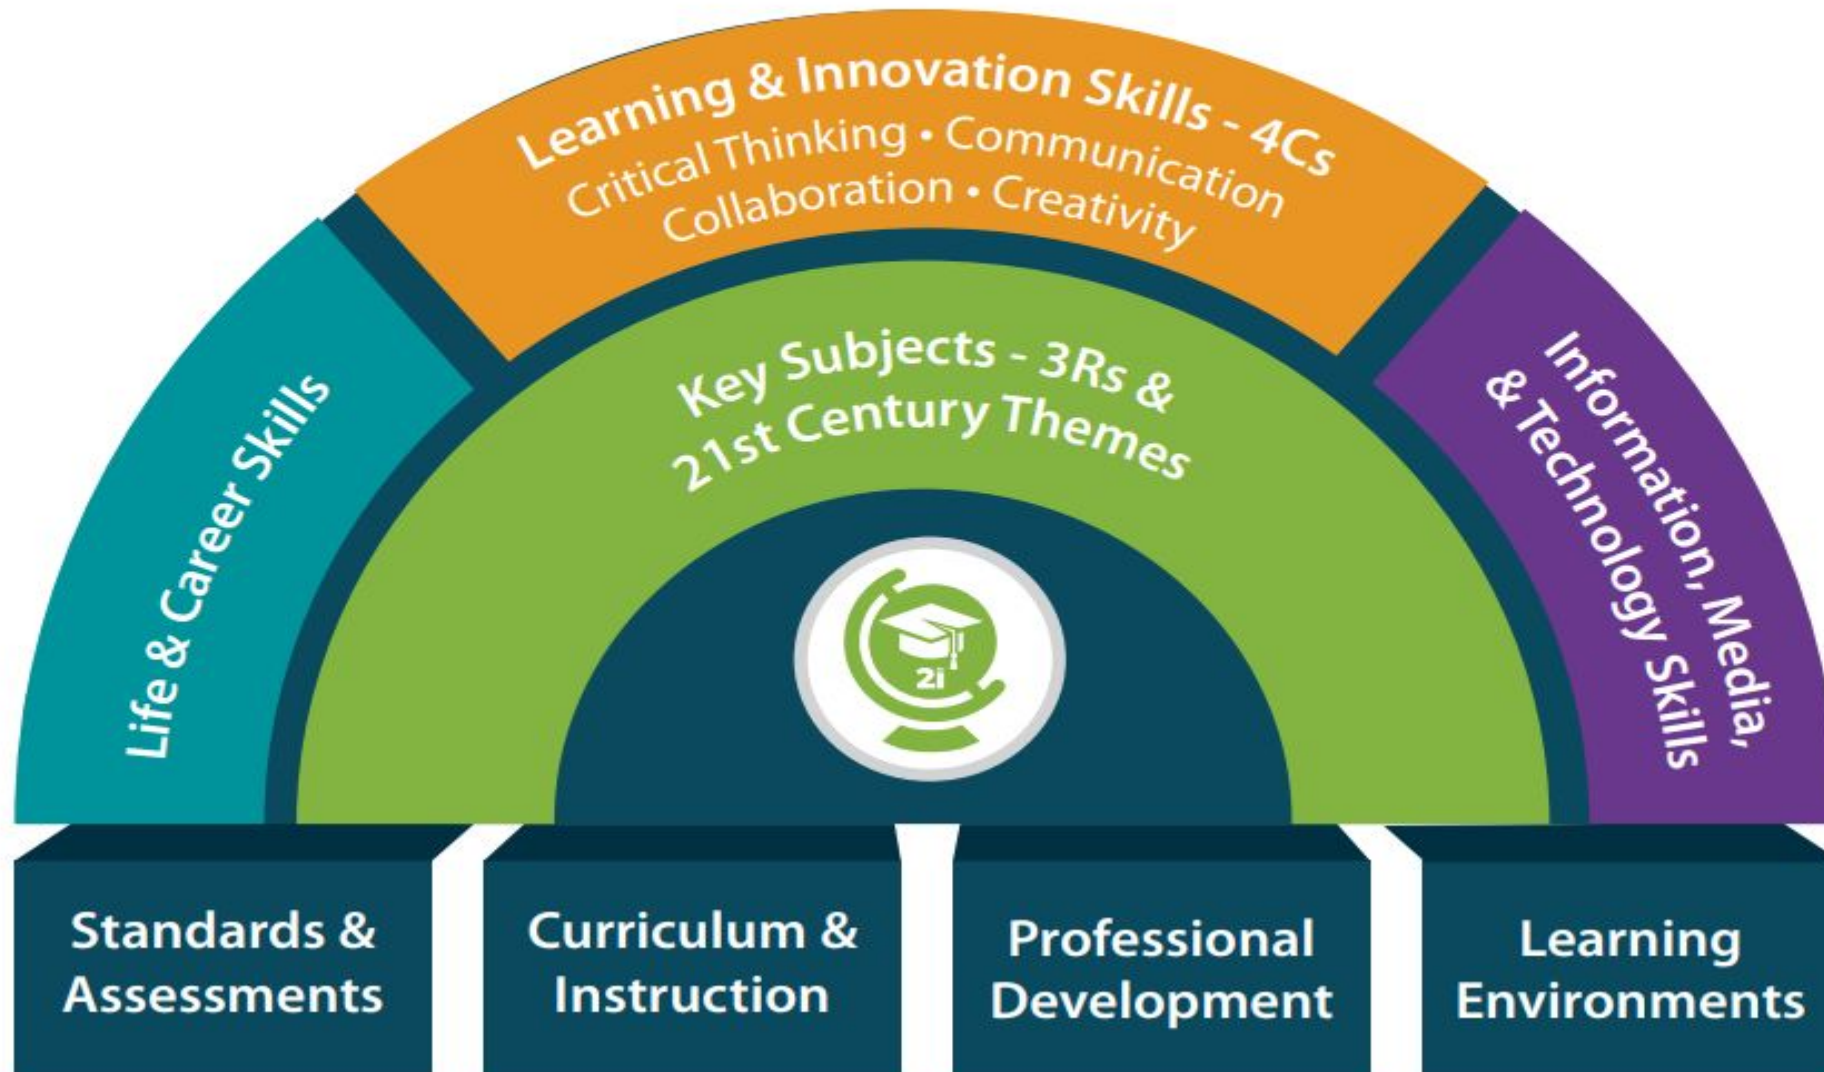 Learning & Innovation Skills - 4Cs
Critical Thinking • Communication
Collaboration • Creativity
Life & Career Skills
Key Subjects - 3Rs &
21st Century Themes
Information, Media,
& Technology Skills
2i
Standards &
Assessments
Curriculum &
Instruction
Professional
Development
Learning
Environments